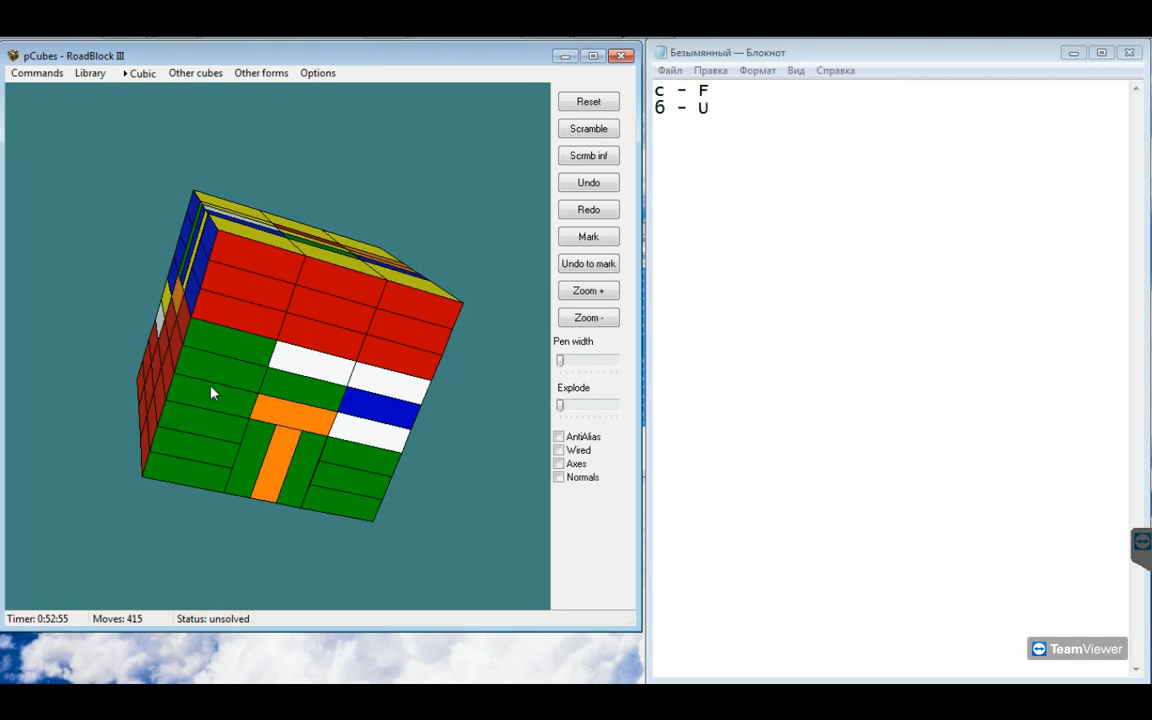 pCubes - RoadBlock III
Commands Library Cubic Other cubes Other forms Options
Reset
Scramble
Scrmb inf
Undo
Redo
Mark
Undo to mark
Zoom +
Zoom -
Pen width
Explode
AntiAlias
Wired
Axes
Normals
Timer: 0:52:55 Moves: 415 Status: unsolved
Безымянный — Блокнот
Файл Правка Формат Вид Справка
с - F
б - U
TeamViewer